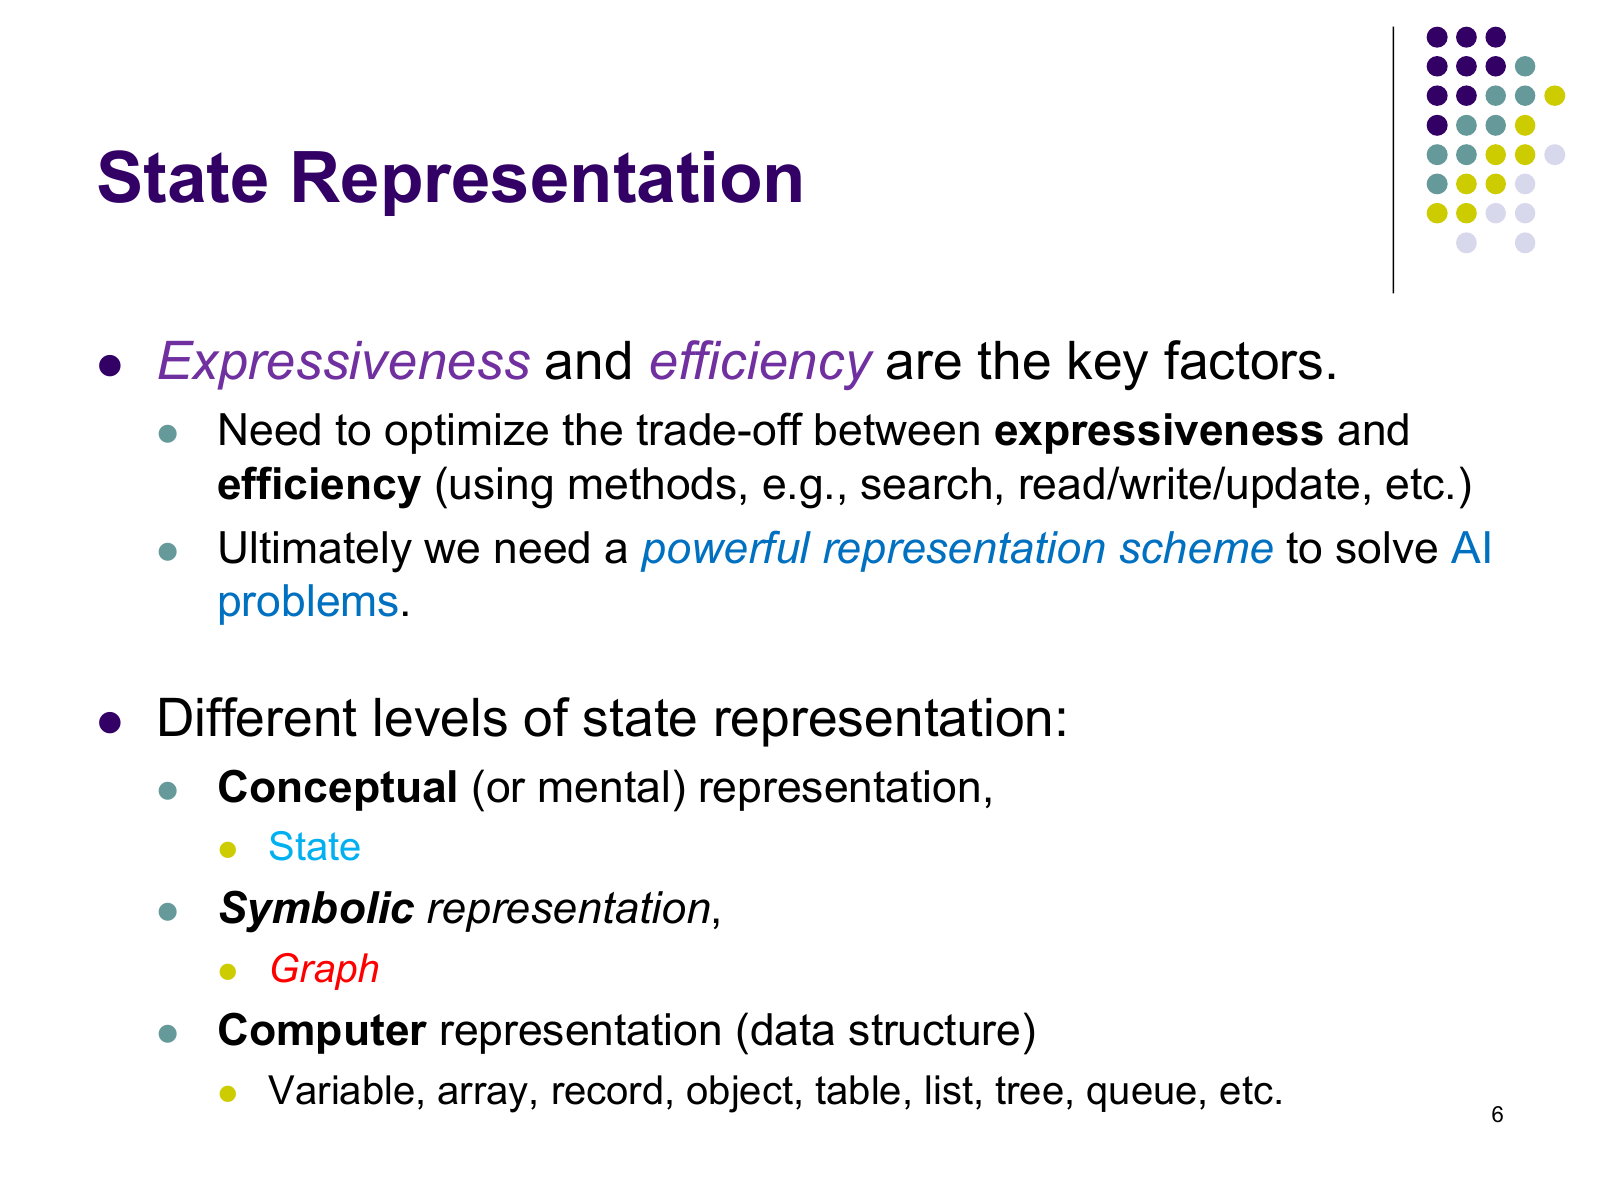 State Representation
Expressiveness and efficiency are the key factors.
Need to optimize the trade-off between expressiveness and
efficiency (using methods, e.g., search, read/write/update, etc.)
Ultimately we need a powerful representation scheme to solve AI
problems.
Different levels of state representation:
Conceptual (or mental) representation,
State
Symbolic representation,
Graph
Computer representation (data structure)
Variable, array, record, object, table, list, tree, queue, etc.
6